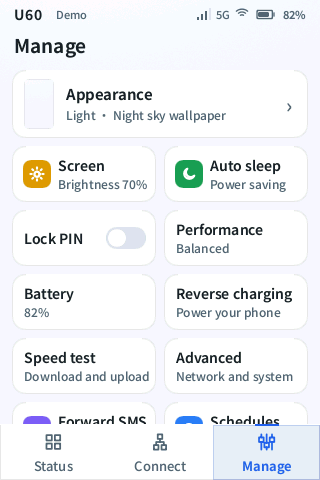 U60 Demo 5G 82%
Manage
Appearance
Light • Night sky wallpaper
Screen
Brightness 70%
Auto sleep
Power saving
Lock PIN
Performance
Balanced
Battery
82%
Reverse charging
Power your phone
Speed test
Download and upload
Advanced
Network and system
Forward SMS
Schedules
Status
Connect
Manage